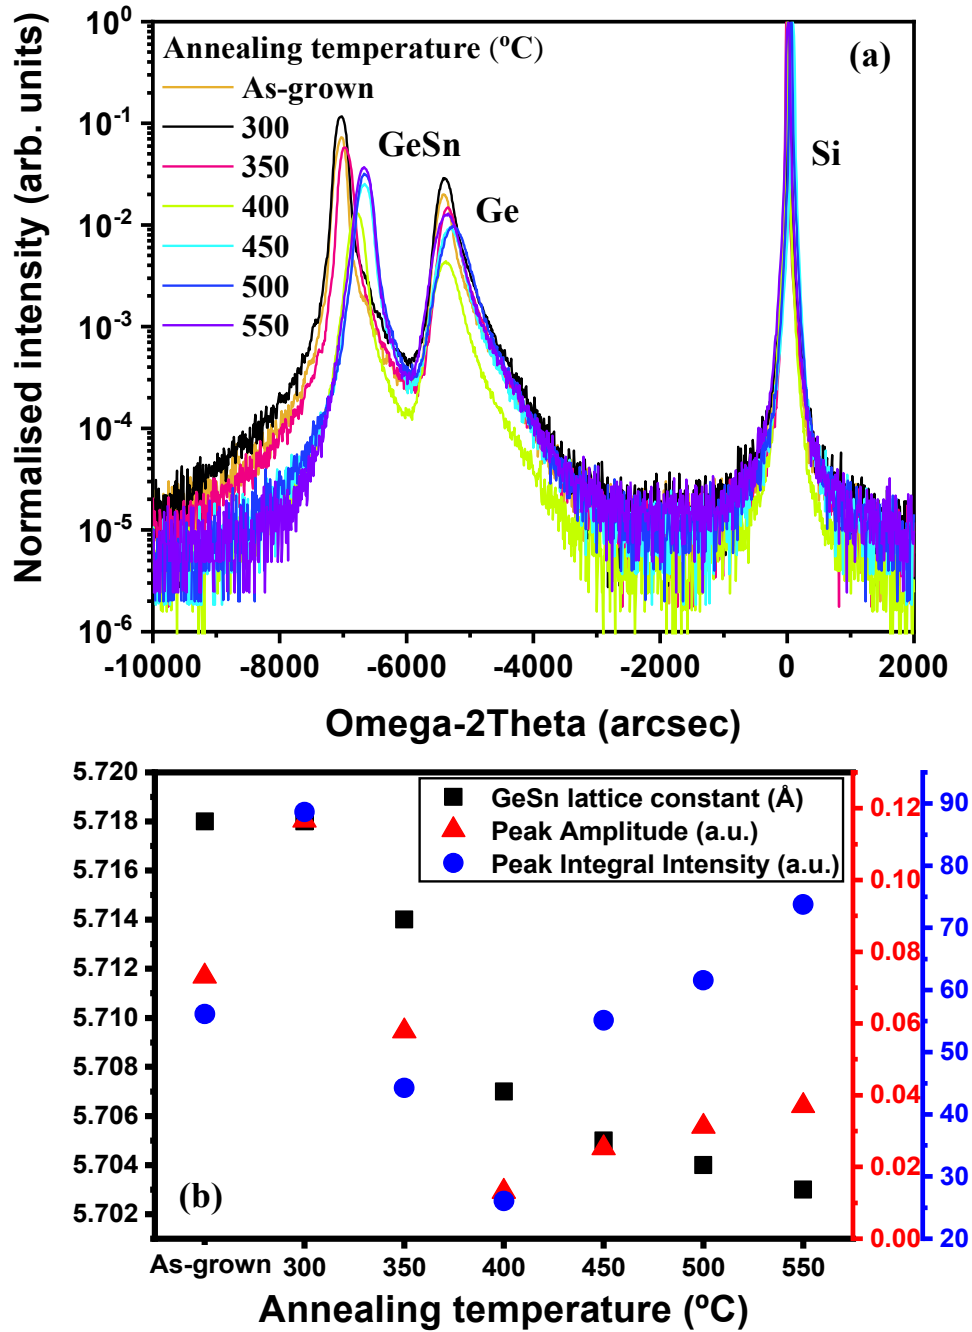 Normalised intensity (arb. units)
10⁰
10⁻¹
10⁻²
10⁻³
10⁻⁴
10⁻⁵
10⁻⁶
Annealing temperature (ºC)
As-grown
300
350
400
450
500
550
GeSn
Ge
Si
(a)
-10000 -8000 -6000 -4000 -2000 0 2000
Omega-2Theta (arcsec)
5.720
5.718
5.716
5.714
5.712
5.710
5.708
5.706
5.704
5.702
GeSn lattice constant (Å)
Peak Amplitude (a.u.)
Peak Integral Intensity (a.u.)
(b)
0.12
0.10
0.08
0.06
0.04
0.02
0.00
90
80
70
60
50
40
30
20
As-grown 300 350 400 450 500 550
Annealing temperature (ºC)